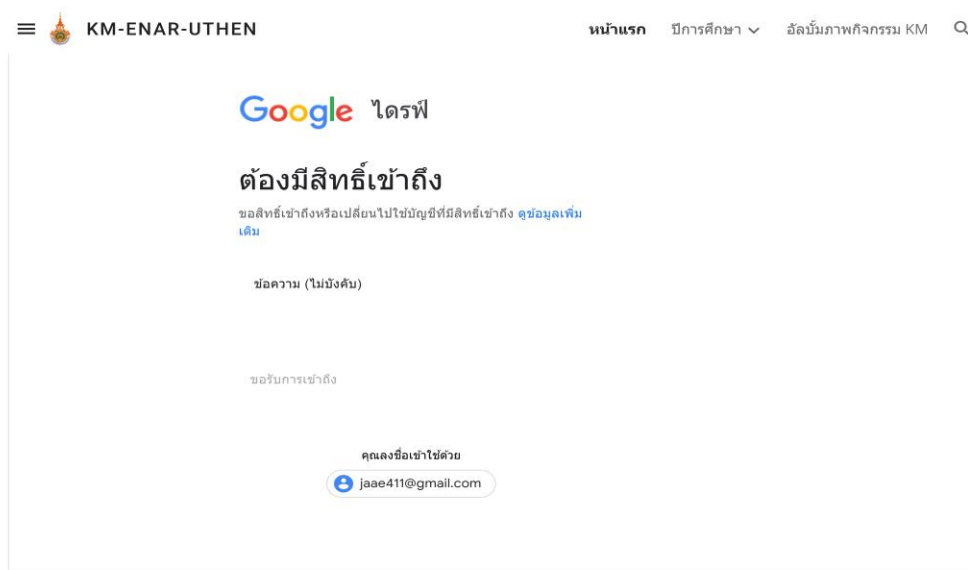 KM-ENAR-UTHEN
หน้าแรก ปีการศึกษา อัลบั้มภาพกิจกรรม KM
Google ไดรฟ์
ต้องมีสิทธิ์เข้าถึง
ขอสิทธิ์เข้าถึงหรือเปลี่ยนไปใช้บัญชีที่มีสิทธิ์เข้าถึง ดูข้อมูลเพิ่ม
เติม
ข้อความ (ไม่บังคับ)
ขอรับการเข้าถึง
คุณลงชื่อเข้าใช้ด้วย
jaae411@gmail.com